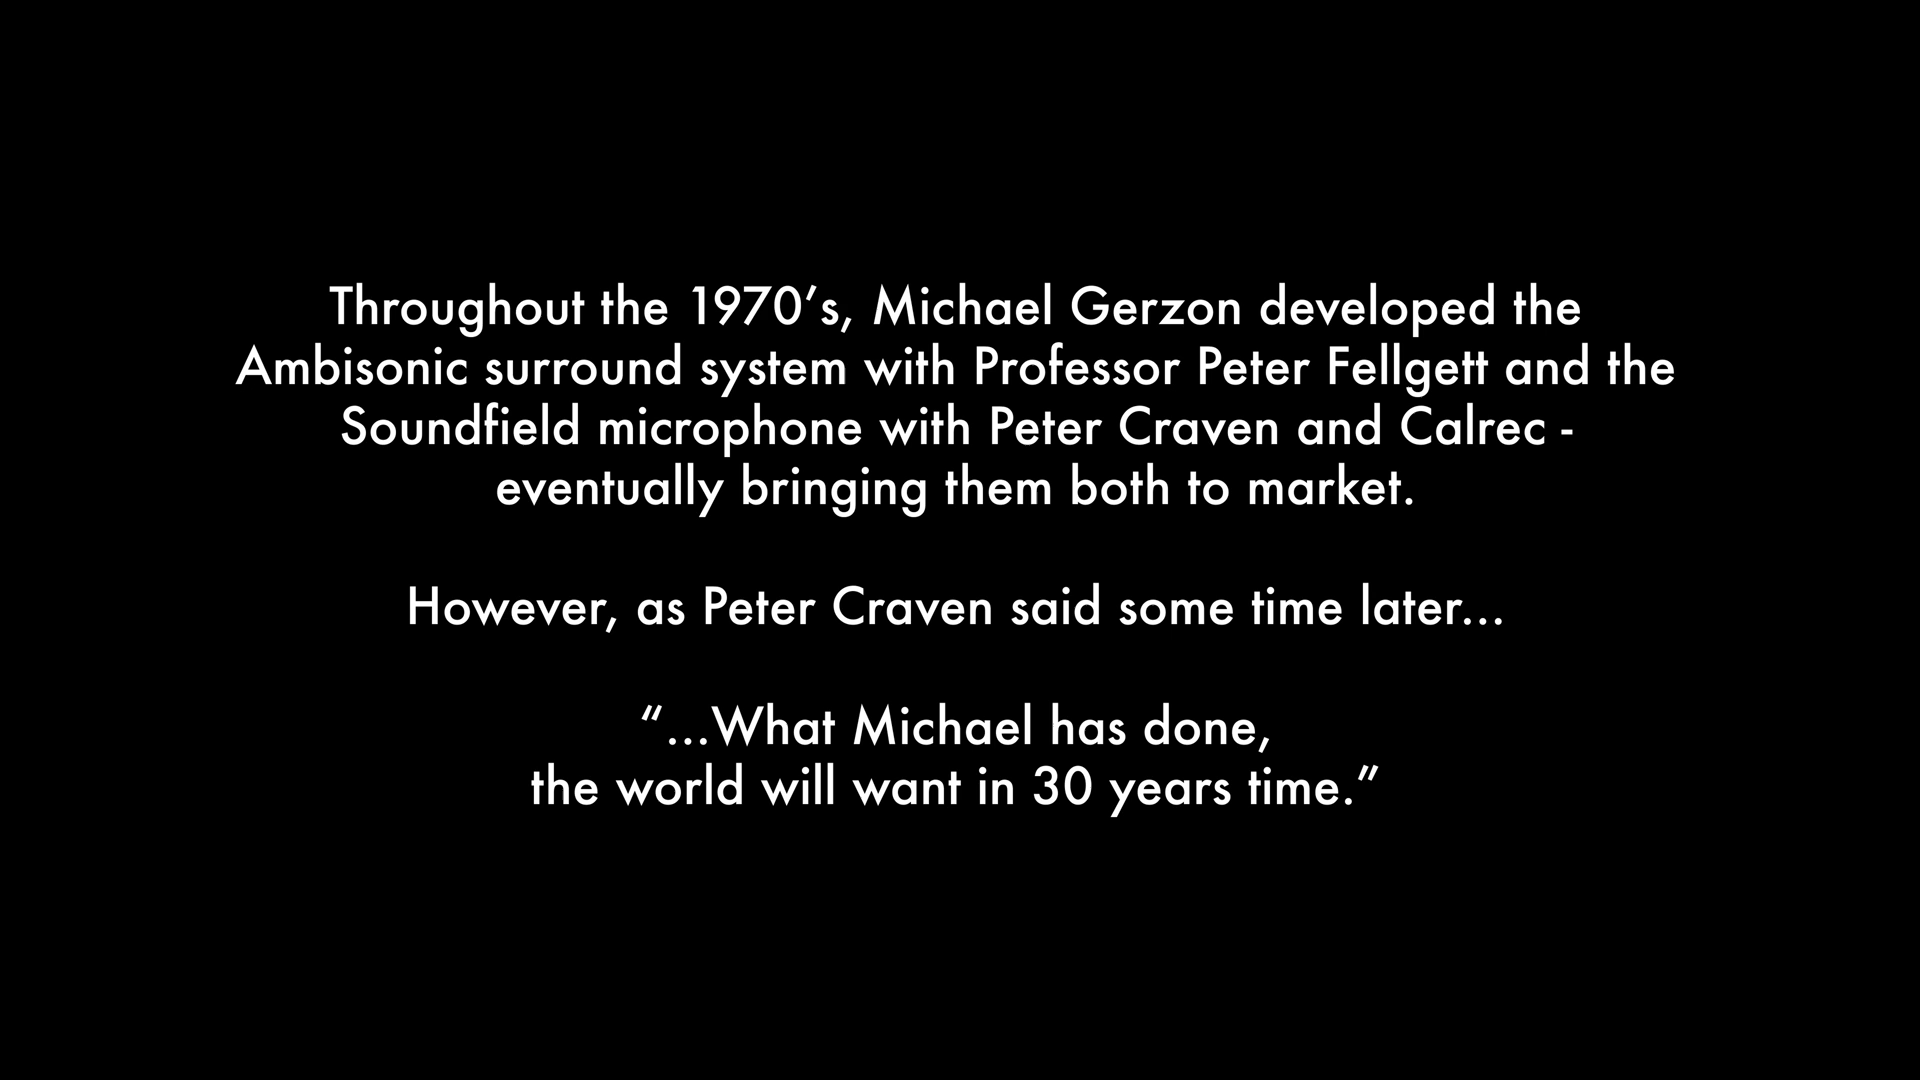 Throughout the 1970’s, Michael Gerzon developed the
Ambisonic surround system with Professor Peter Fellgett and the
Soundfield microphone with Peter Craven and Calrec -
eventually bringing them both to market.
However, as Peter Craven said some time later...
“...What Michael has done,
the world will want in 30 years time.”